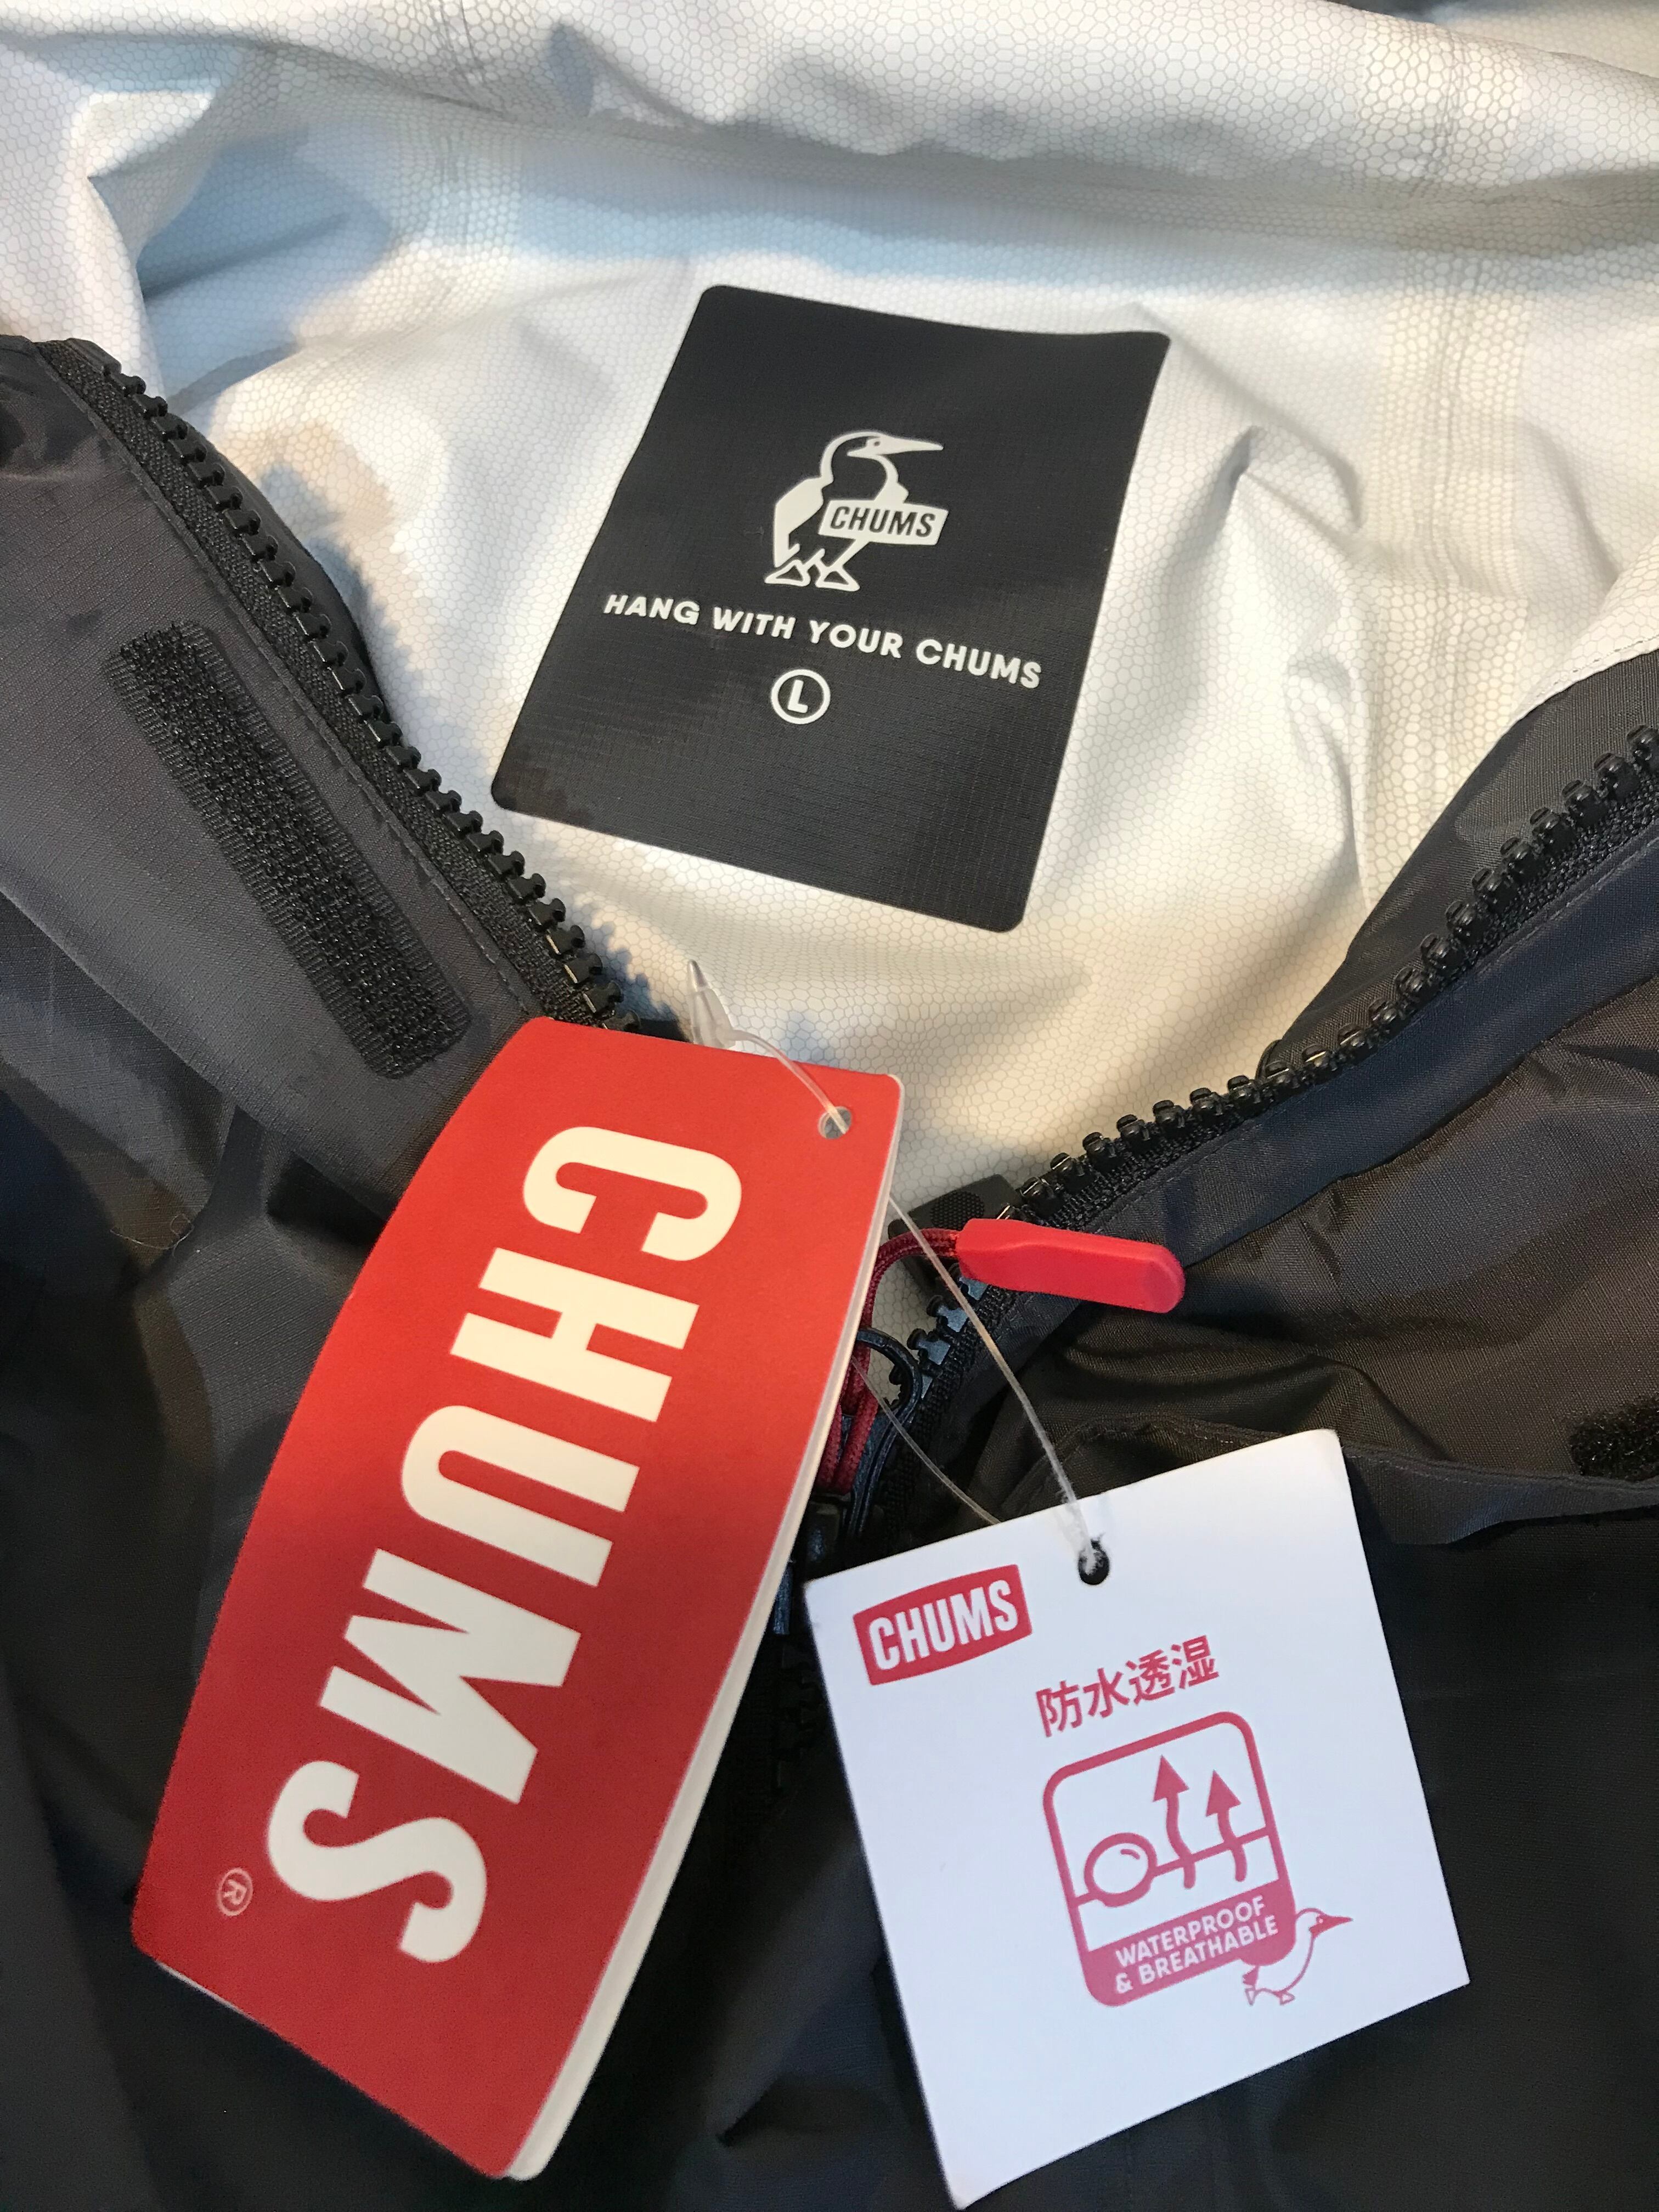 CHUMS
HANG WITH YOUR CHUMS
L
CHUMS
®
CHUMS
防水透湿
WATERPROOF
& BREATHABLE